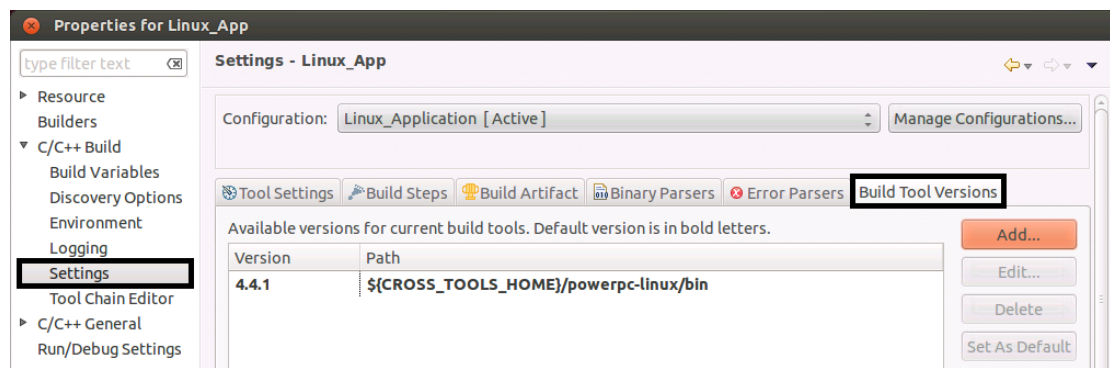 Properties for Linux_App
type filter text
Resource
Builders
C/C++ Build
Build Variables
Discovery Options
Environment
Logging
Settings
Tool Chain Editor
C/C++ General
Run/Debug Settings
Settings - Linux_App
Configuration: Linux_Application [ Active ] Manage Configurations...
Tool Settings Build Steps Build Artifact Binary Parsers Error Parsers Build Tool Versions
Available versions for current build tools. Default version is in bold letters.
Version Path
4.4.1 ${CROSS_TOOLS_HOME}/powerpc-linux/bin
Add...
Edit...
Delete
Set As Default